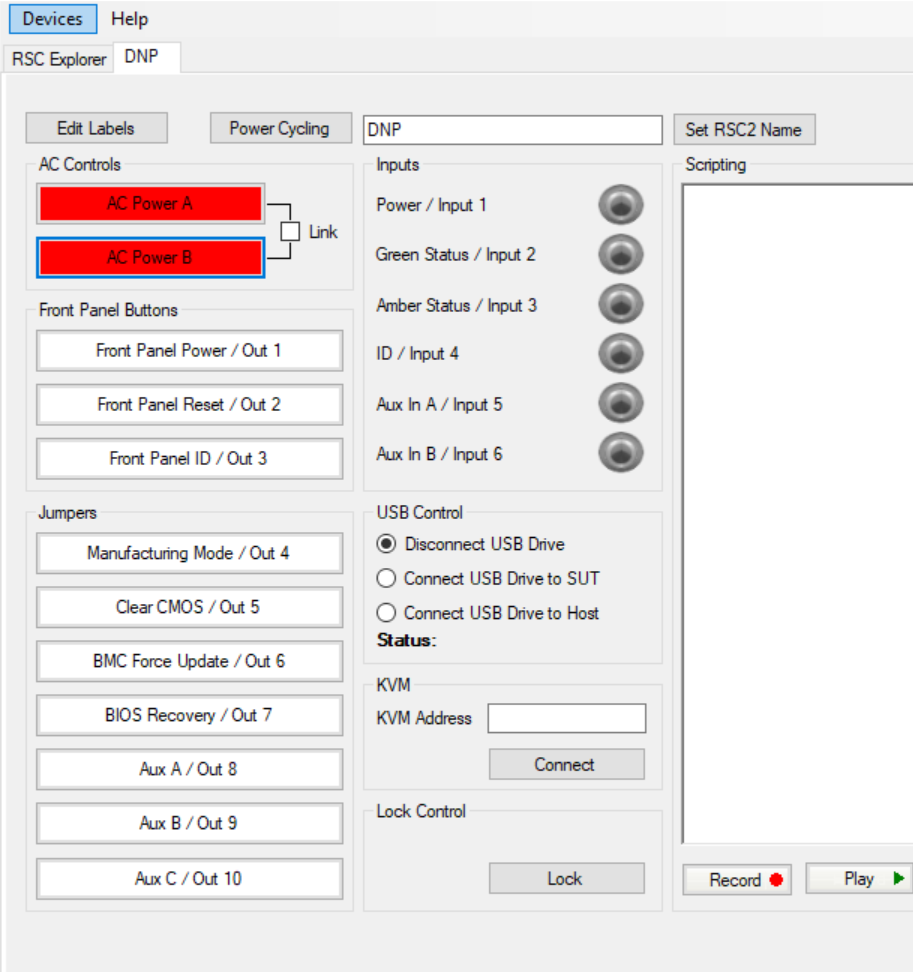 Devices Help
RSC Explorer DNP
Edit Labels Power Cycling DNP Set RSC2 Name
AC Controls
AC Power A
AC Power B
Link
Front Panel Buttons
Front Panel Power / Out 1
Front Panel Reset / Out 2
Front Panel ID / Out 3
Jumpers
Manufacturing Mode / Out 4
Clear CMOS / Out 5
BMC Force Update / Out 6
BIOS Recovery / Out 7
Aux A / Out 8
Aux B / Out 9
Aux C / Out 10
Inputs
Power / Input 1
Green Status / Input 2
Amber Status / Input 3
ID / Input 4
Aux In A / Input 5
Aux In B / Input 6
USB Control
Disconnect USB Drive
Connect USB Drive to SUT
Connect USB Drive to Host
Status:
KVM
KVM Address
Connect
Lock Control
Lock
Scripting
Record Play